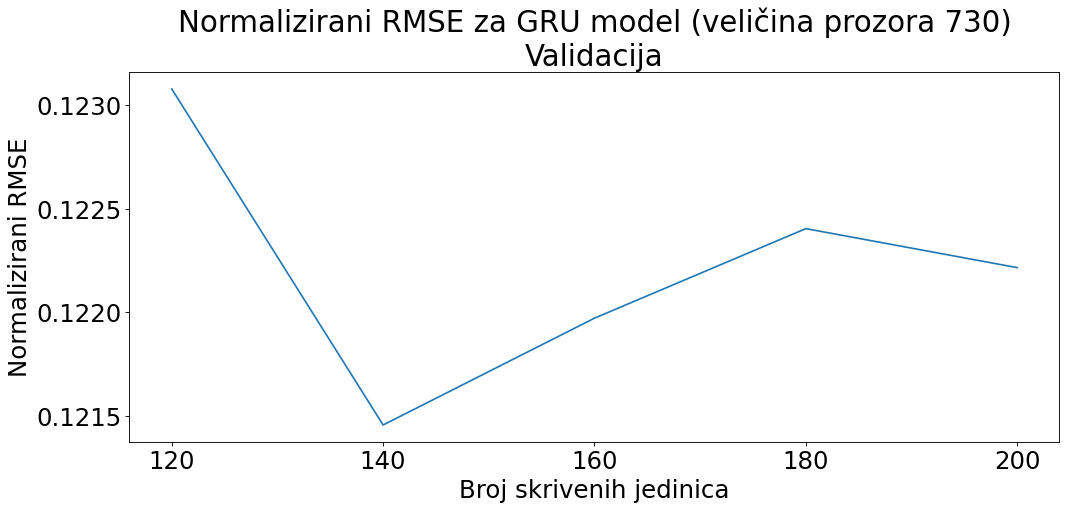 Normalizirani RMSE za GRU model (veličina prozora 730)
Validacija
Normalizirani RMSE
0.1230
0.1225
0.1220
0.1215
120 140 160 180 200
Broj skrivenih jedinica